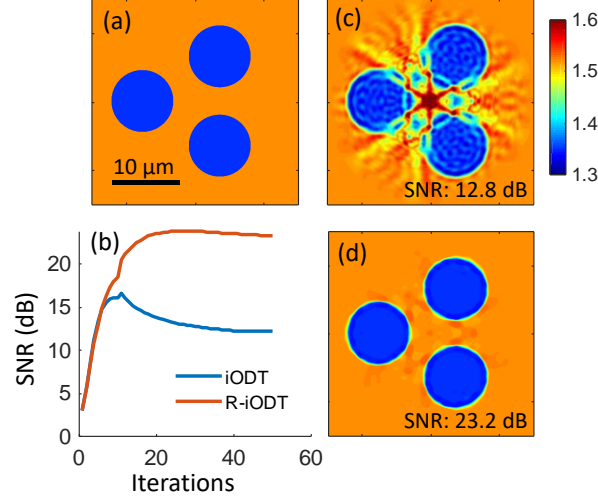 (a)
10 μm
(c)
SNR: 12.8 dB
1.6
1.5
1.4
1.3
(b)
SNR (dB)
20
15
10
5
0
iODT
R-iODT
0 20 40 60
Iterations
(d)
SNR: 23.2 dB